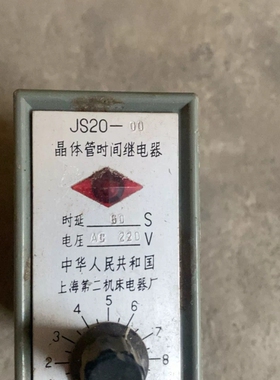 JS20-00
晶体管时间继电器
时延 60 S
电压 AC 220 V
中华人民共和国
上海第二机床电器厂
5
4 6
3 7
2 8